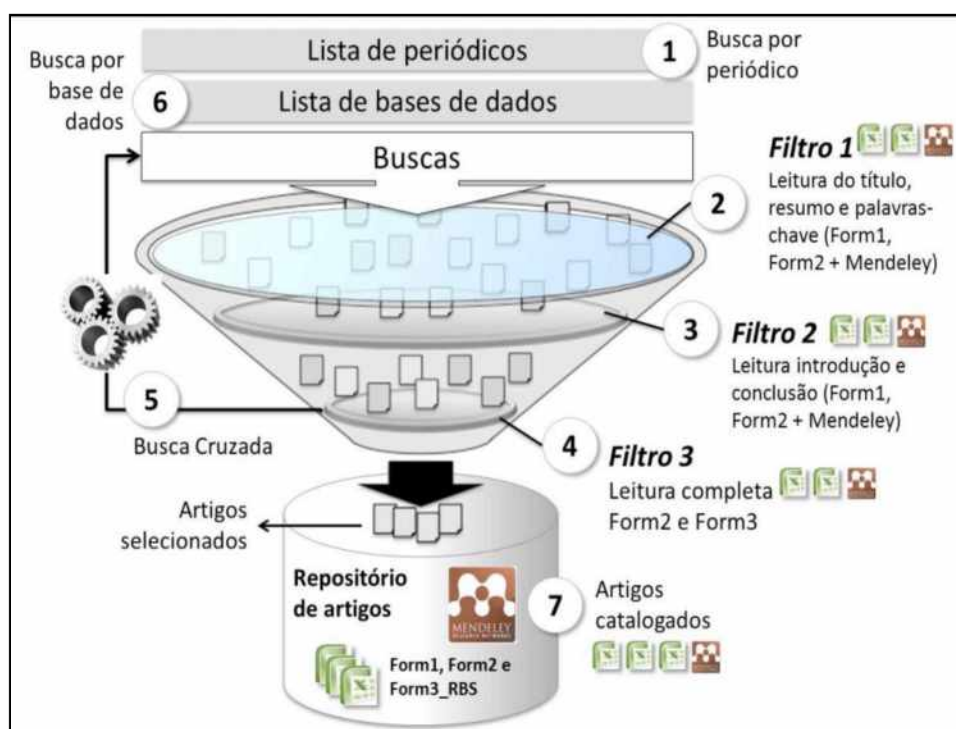 Lista de periódicos
1
Busca por
periódico
Busca por
base de
dados
6
Lista de bases de dados
Buscas
Filtro 1
2
Leitura do título,
resumo e palavras-
chave (Form1,
Form2 + Mendeley)
3
Filtro 2
Leitura introdução e
conclusão (Form1,
Form2 + Mendeley)
5
Busca Cruzada
4
Filtro 3
Leitura completa
Form2 e Form3
Artigos
selecionados
Repositório
de artigos
MENDELEY
7
Artigos
catalogados
Form1, Form2 e
Form3_RBS